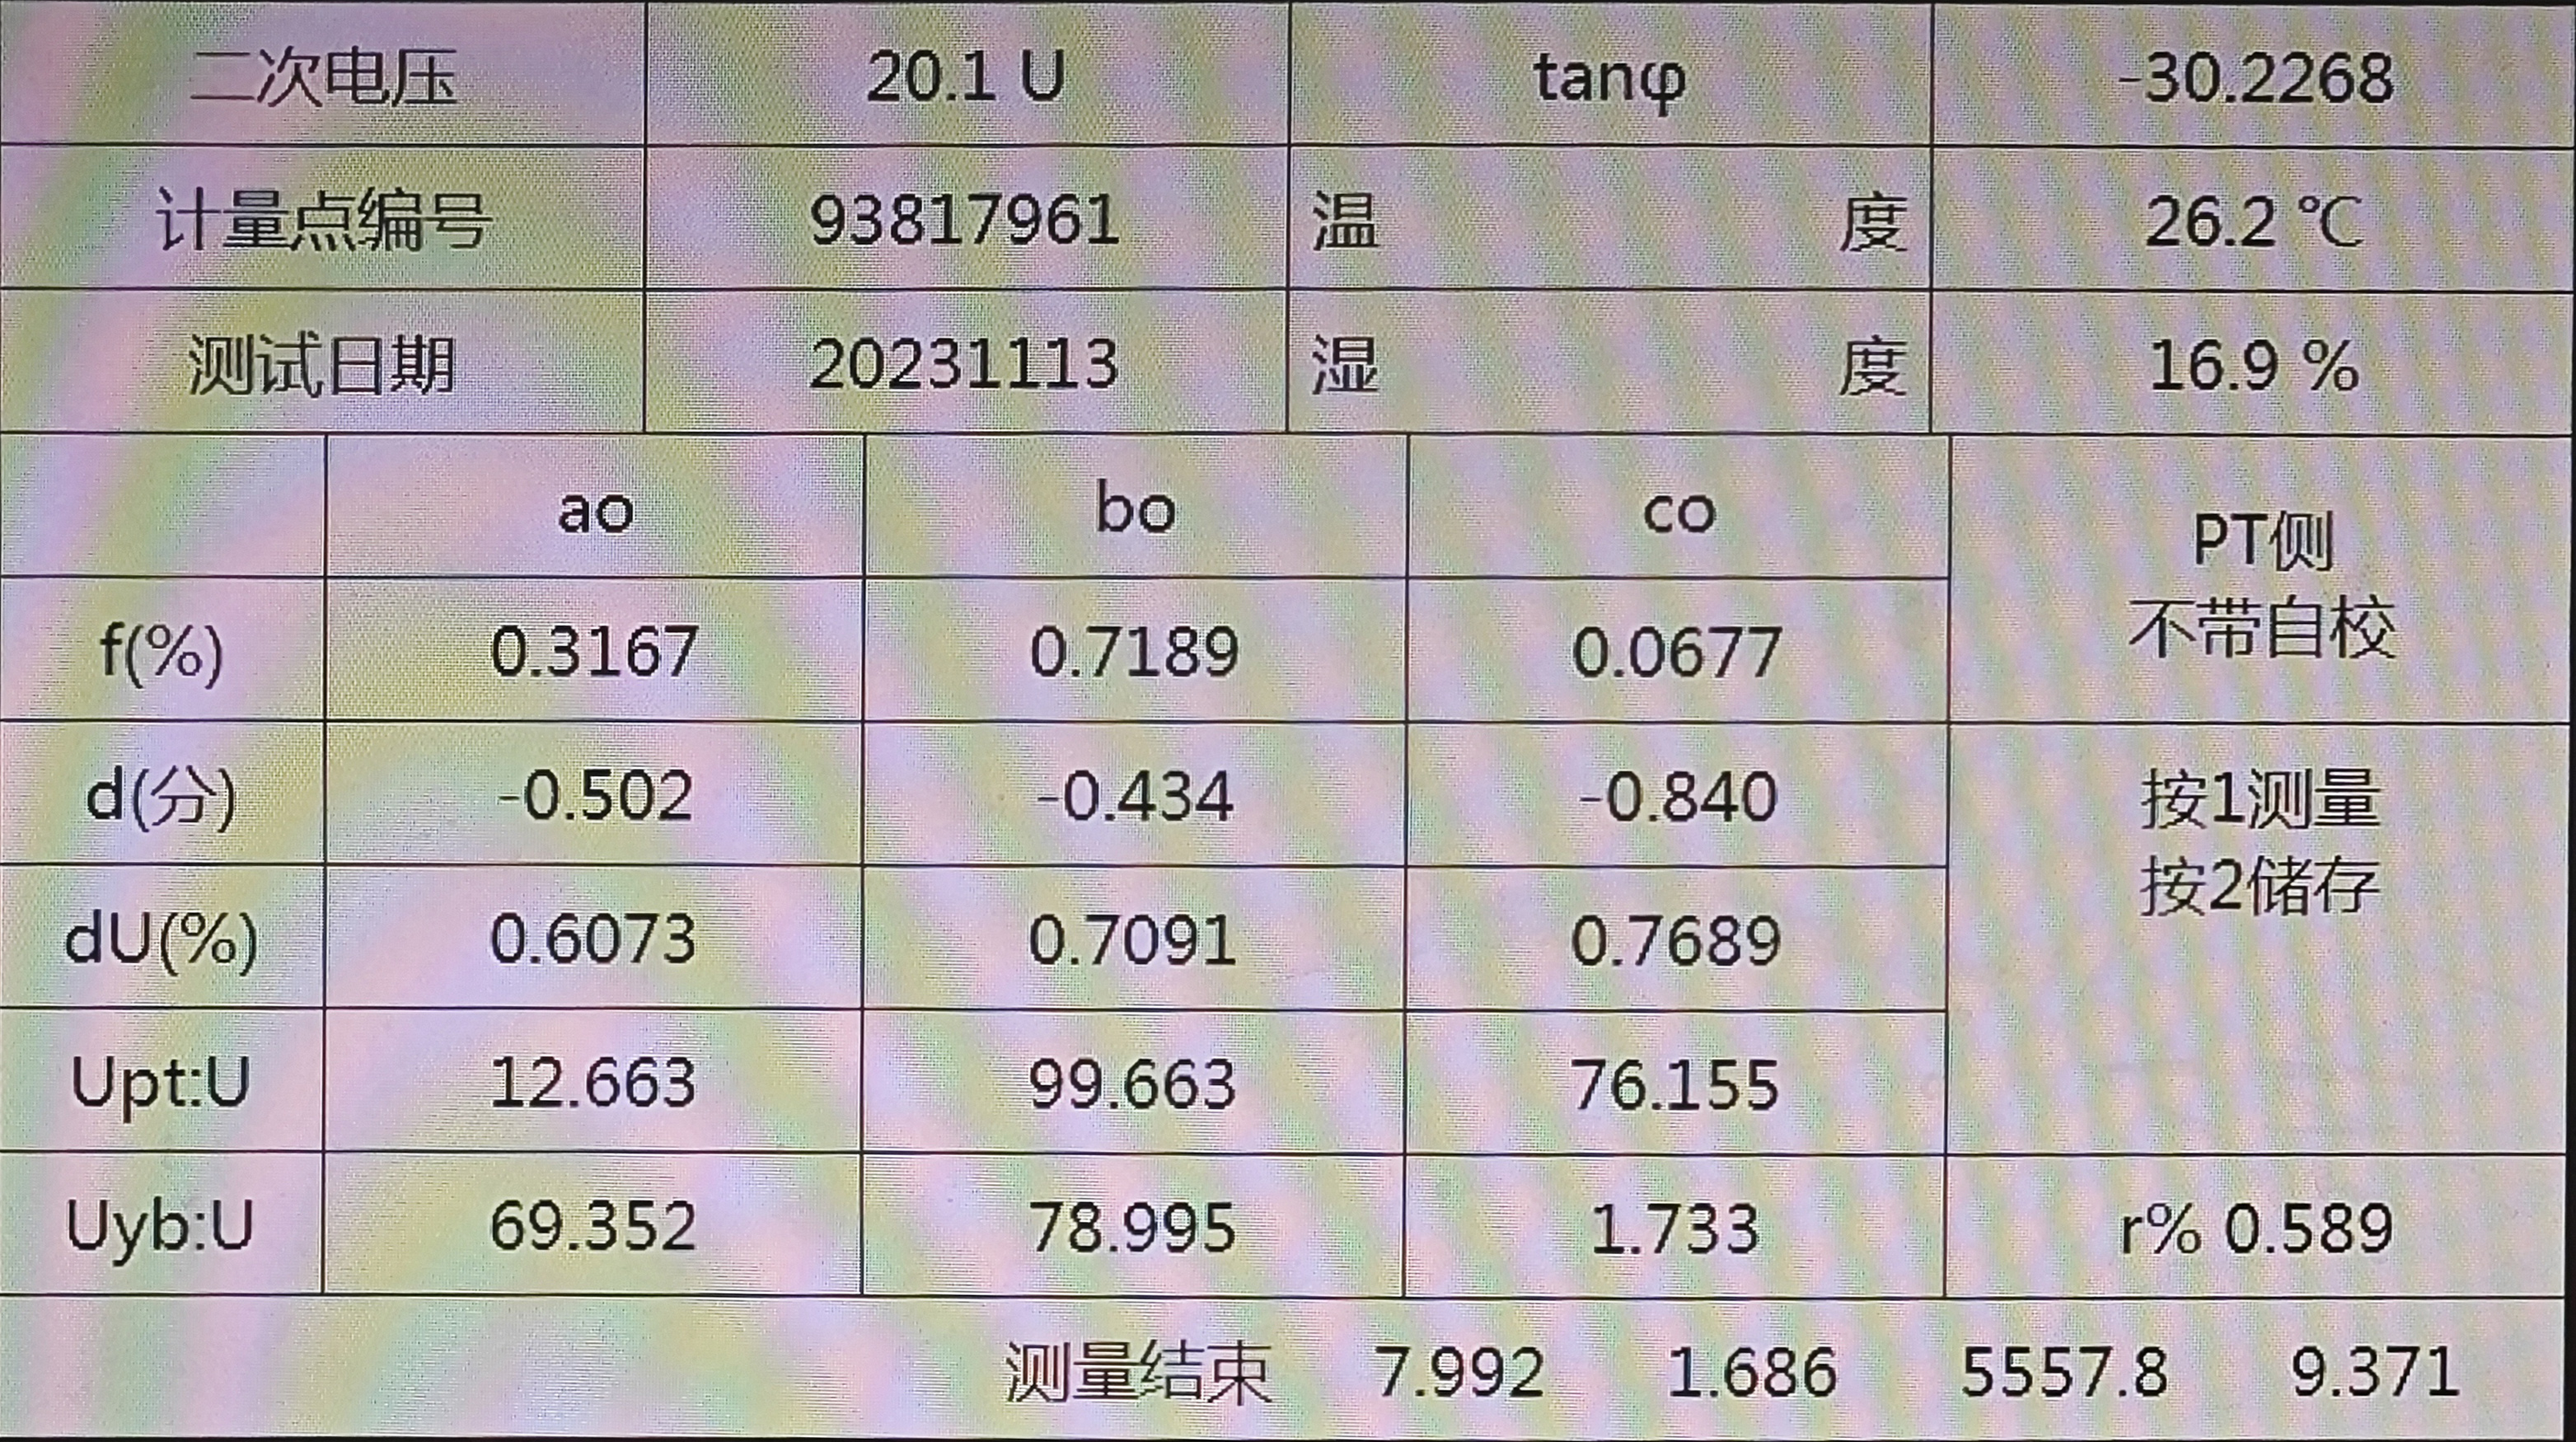 二次电压 20.1 U tanφ -30.2268
计量点编号 93817961 温 度 26.2 ℃
测试日期 20231113 湿 度 16.9 %
ao bo co
PT侧
不带自校
f(%) 0.3167 0.7189 0.0677
d(分) -0.502 -0.434 -0.840
按1测量
按2储存
dU(%) 0.6073 0.7091 0.7689
Upt:U 12.663 99.663 76.155
Uyb:U 69.352 78.995 1.733 r% 0.589
测量结束 7.992 1.686 5557.8 9.371